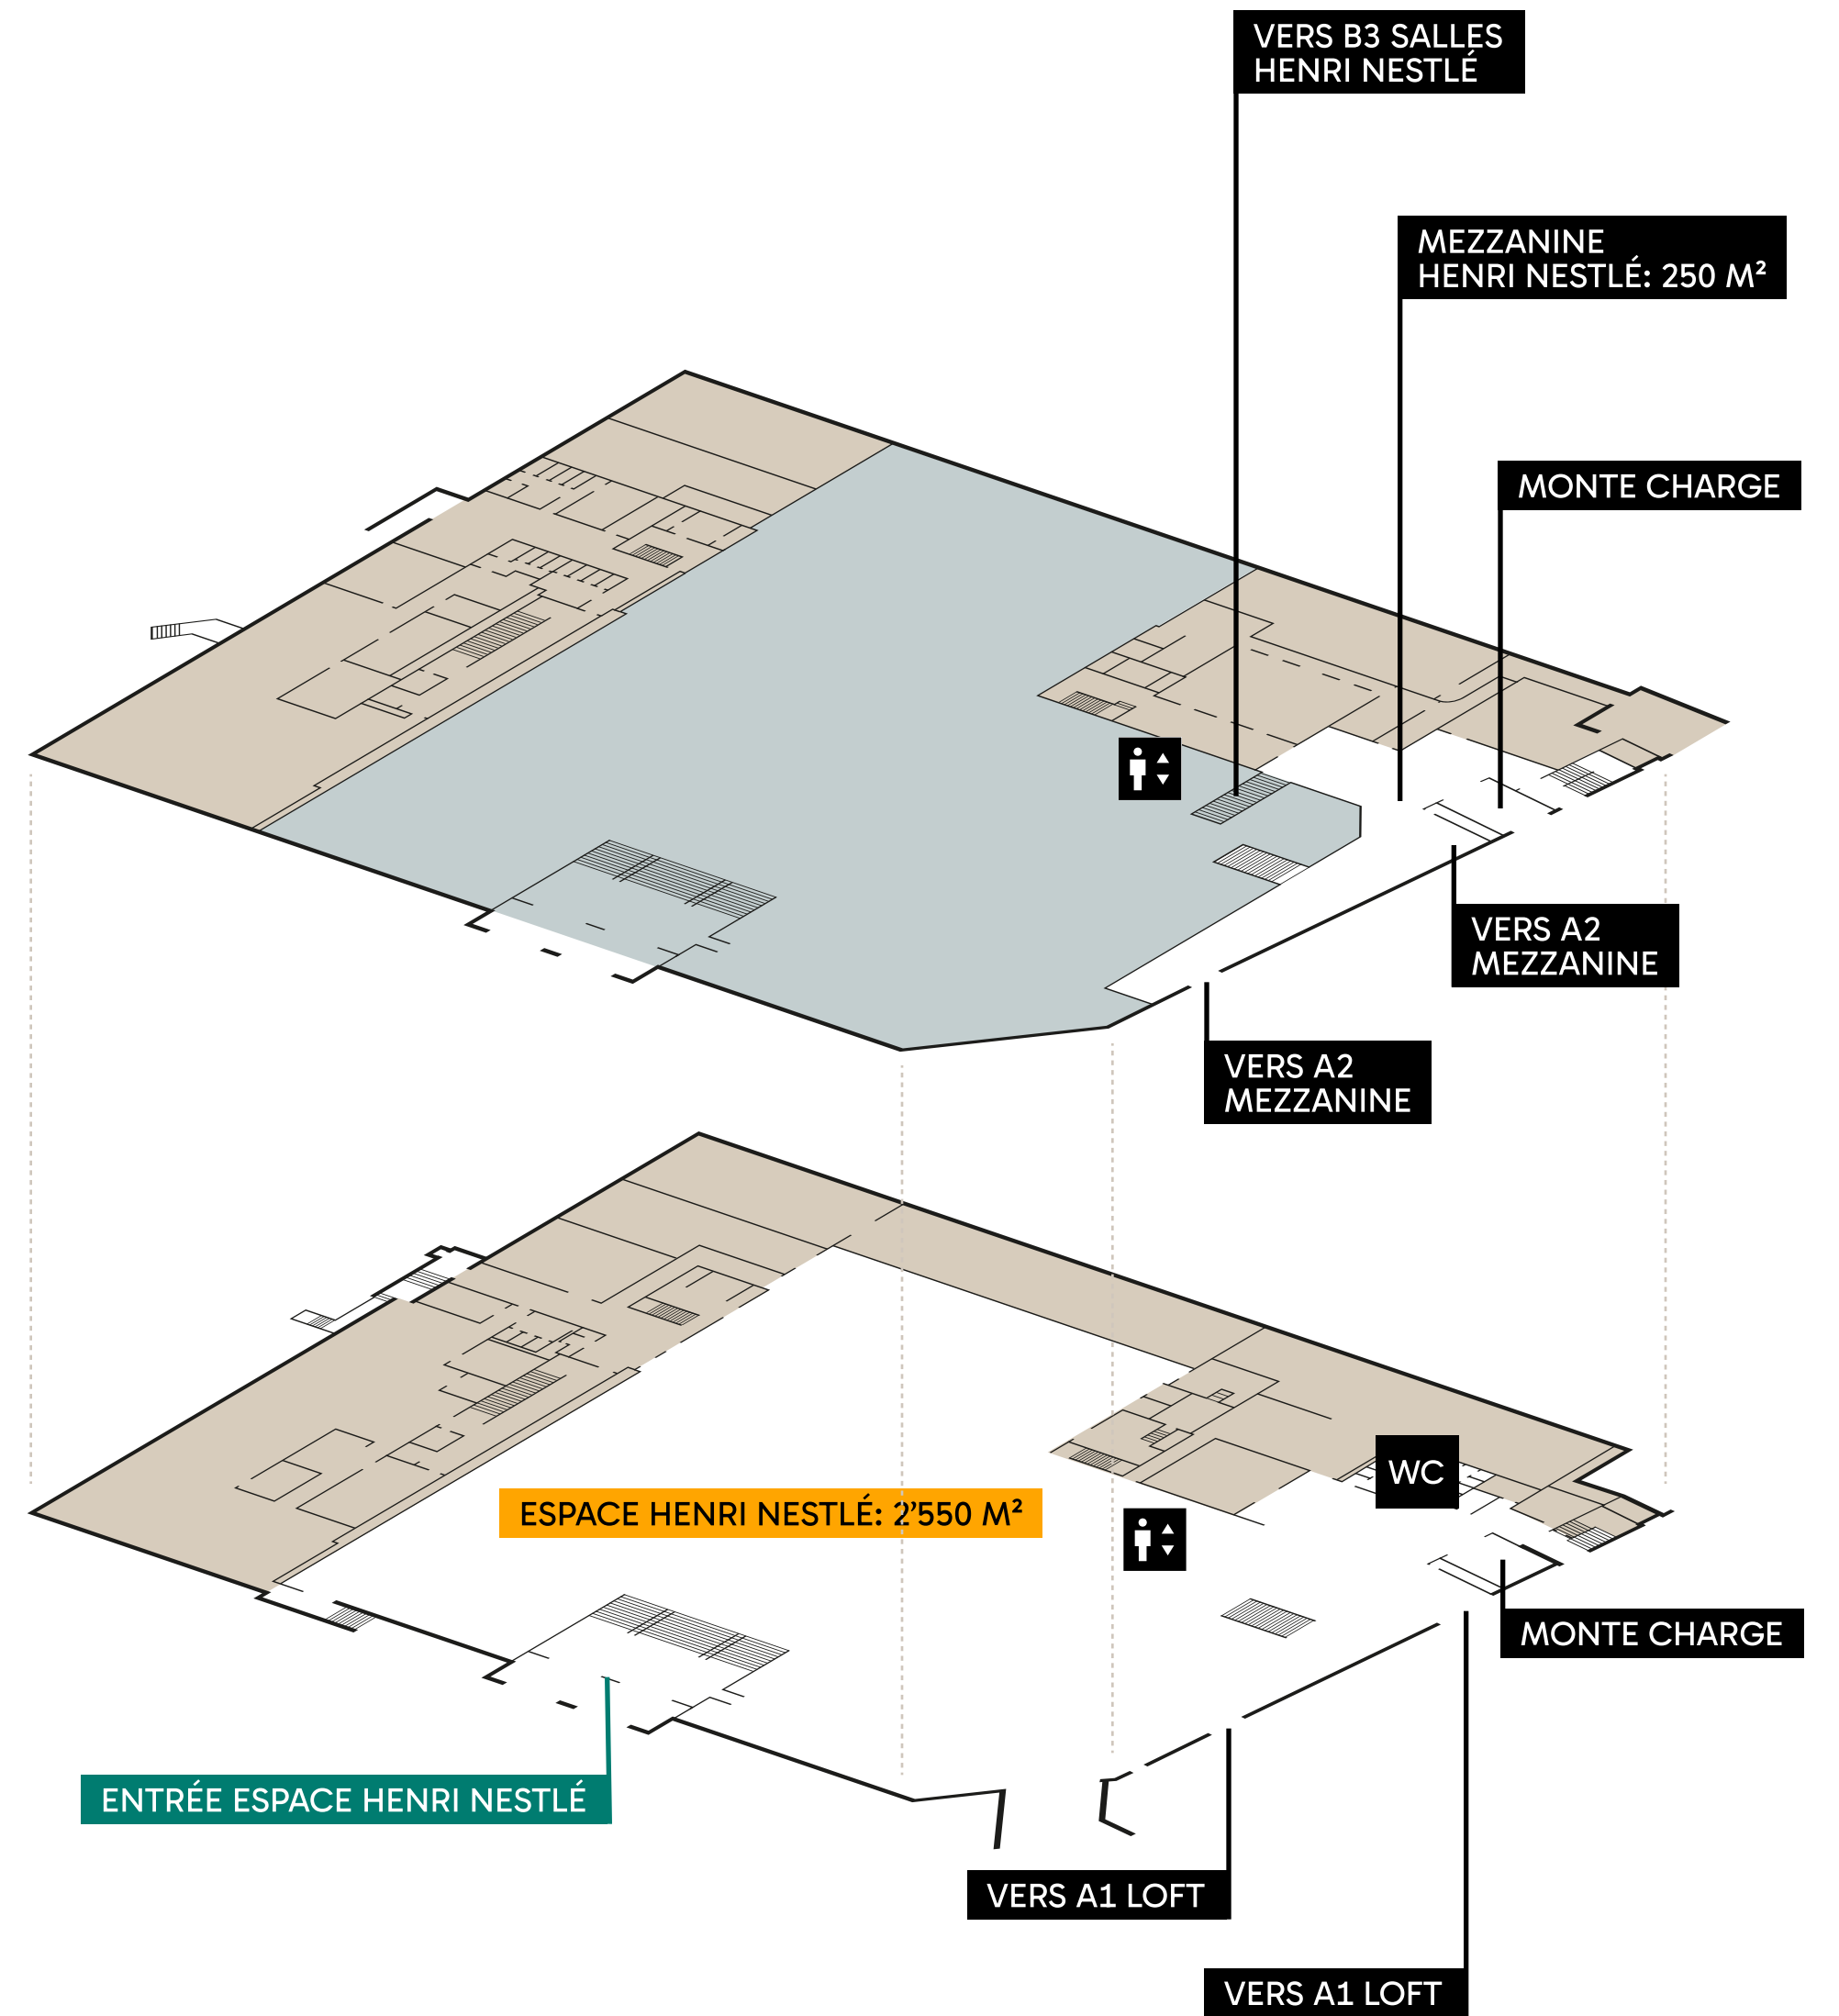 VERS B3 SALLES
HENRI NESTLÉ
MEZZANINE
HENRI NESTLÉ: 250 M²
MONTE CHARGE
VERS A2
MEZZANINE
VERS A2
MEZZANINE
WC
ESPACE HENRI NESTLÉ: 2’550 M²
MONTE CHARGE
ENTRÉE ESPACE HENRI NESTLÉ
VERS A1 LOFT
VERS A1 LOFT